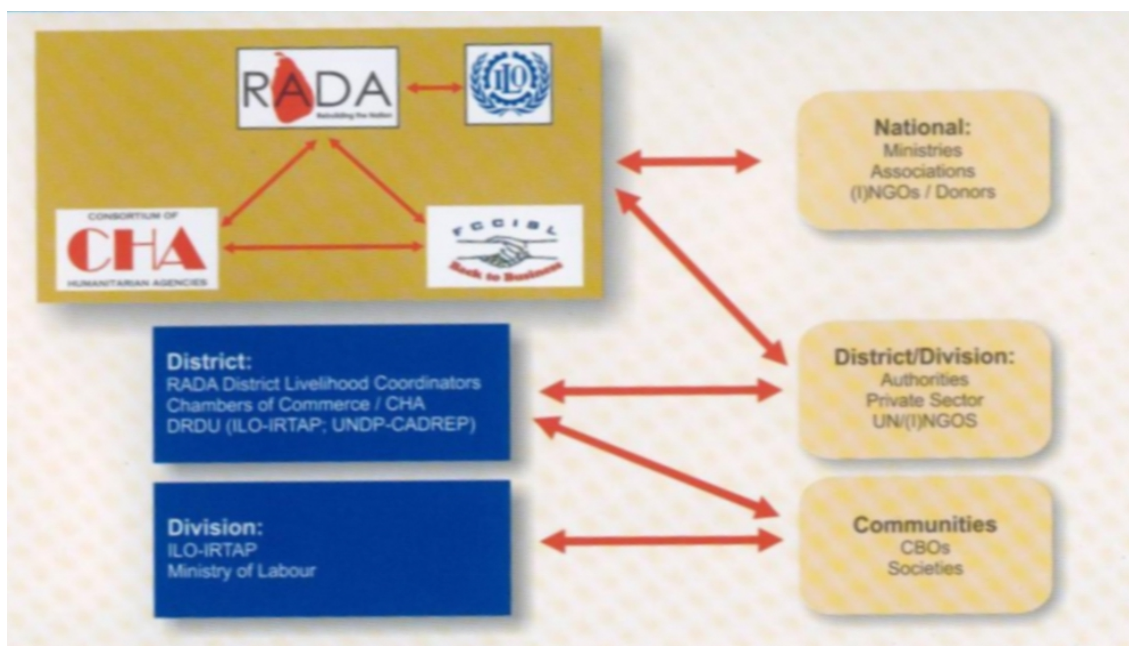 RADA
Rebuilding the Nation
ILO
CONSORTIUM OF
CHA
HUMANITARIAN AGENCIES
FCCISL
Back to Business
National:
Ministries
Associations
(I)NGOs / Donors
District:
RADA District Livelihood Coordinators
Chambers of Commerce / CHA
DRDU (ILO-IRTAP; UNDP-CADREP)
District/Division:
Authorities
Private Sector
UN/(I)NGOS
Division:
ILO-IRTAP
Ministry of Labour
Communities
CBOs
Societies